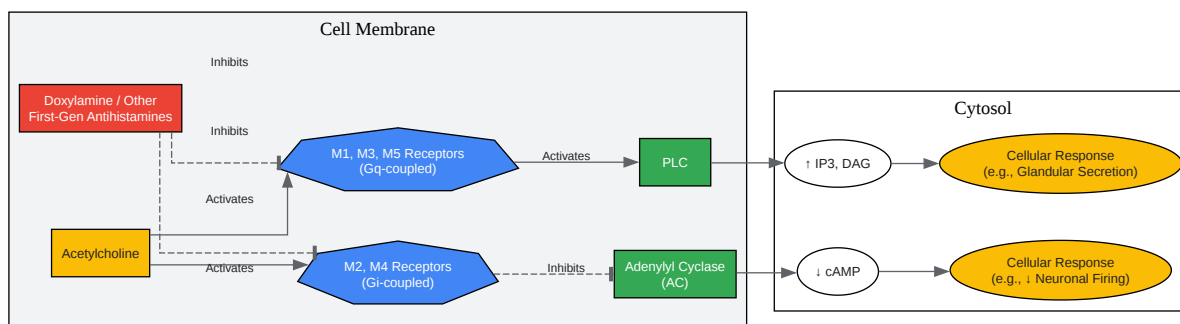 Cell Membrane
Inhibits
Doxylamine / Other
First-Gen Antihistamines
Inhibits
M1, M3, M5 Receptors
(Gq-coupled)
Activates
PLC
Activates
Acetylcholine
Activates
M2, M4 Receptors
(Gi-coupled)
Inhibits
Adenylyl Cyclase
(AC)
Cytosol
↑ IP3, DAG
Cellular Response
(e.g., Glandular Secretion)
↓ cAMP
Cellular Response
(e.g., ↓ Neuronal Firing)